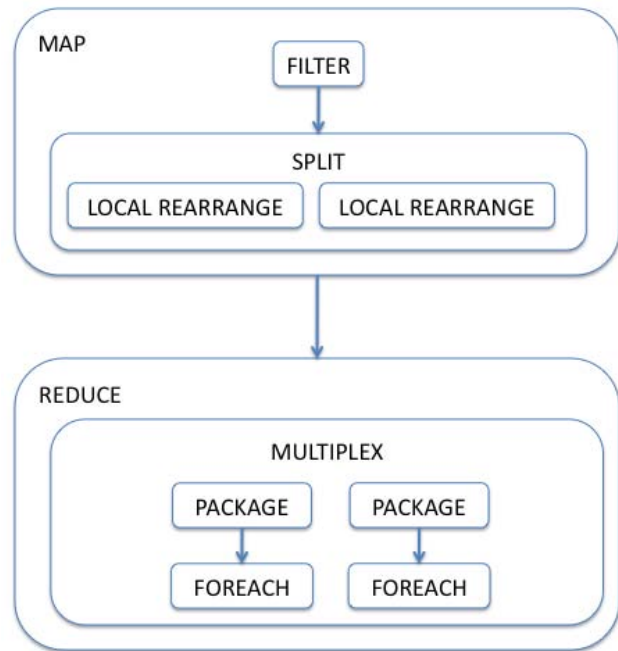 MAP
FILTER
SPLIT
LOCAL REARRANGE LOCAL REARRANGE
REDUCE
MULTIPLEX
PACKAGE PACKAGE
FOREACH FOREACH